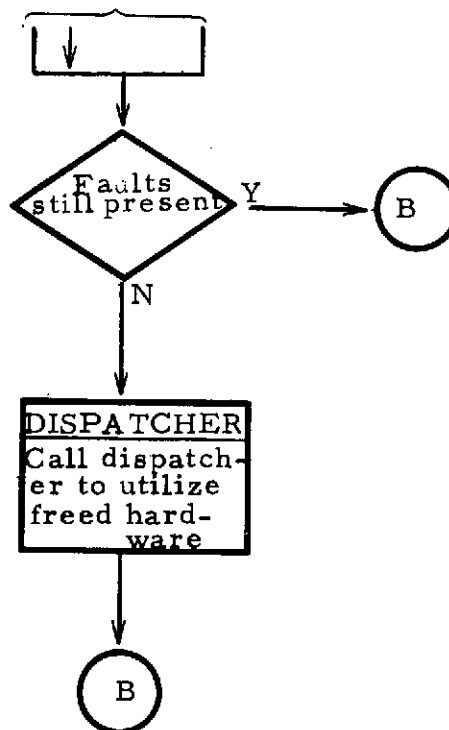 Faults
still present
Y
B
N
DISPATCHER
Call dispatch-
er to utilize
freed hard-
ware
B